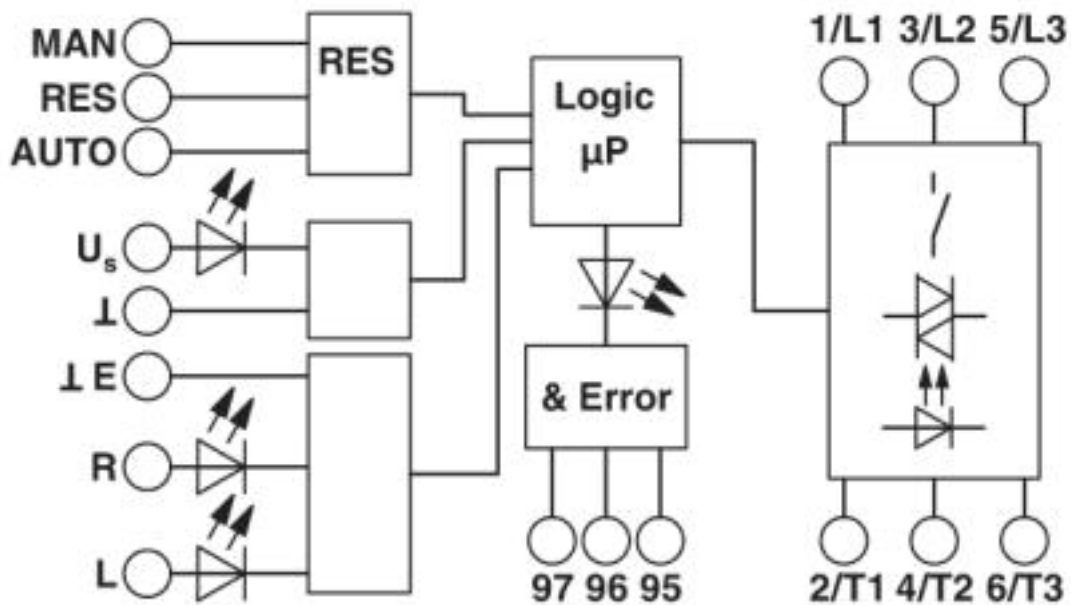 MAN
RES
AUTO
U_s
⊥
⊥ E
R
L
RES
Logic
µP
& Error
97 96 95
1/L1 3/L2 5/L3
2/T1 4/T2 6/T3